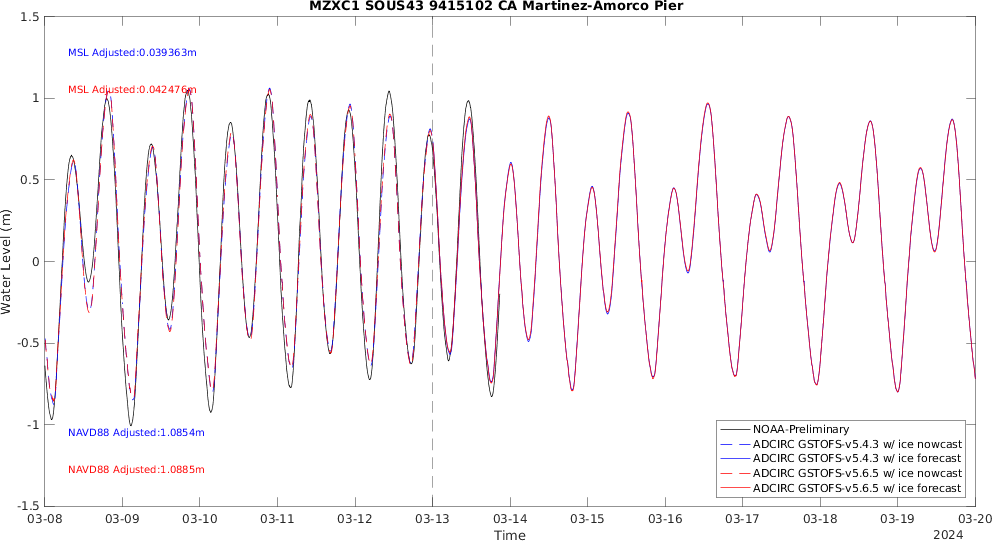 MZXC1 SOUS43 9415102 CA Martinez-Amorco Pier
1.5
1
0.5
0
-0.5
-1
-1.5
Water Level (m)
MSL Adjusted:0.039363m
MSL Adjusted:0.042476m
NAVD88 Adjusted:1.0854m
NAVD88 Adjusted:1.0885m
NOAA-Preliminary
ADCIRC GSTOFS-v5.4.3 w/ ice nowcast
ADCIRC GSTOFS-v5.4.3 w/ ice forecast
ADCIRC GSTOFS-v5.6.5 w/ ice nowcast
ADCIRC GSTOFS-v5.6.5 w/ ice forecast
03-08 03-09 03-10 03-11 03-12 03-13 03-14 03-15 03-16 03-17 03-18 03-19 03-20
Time
2024